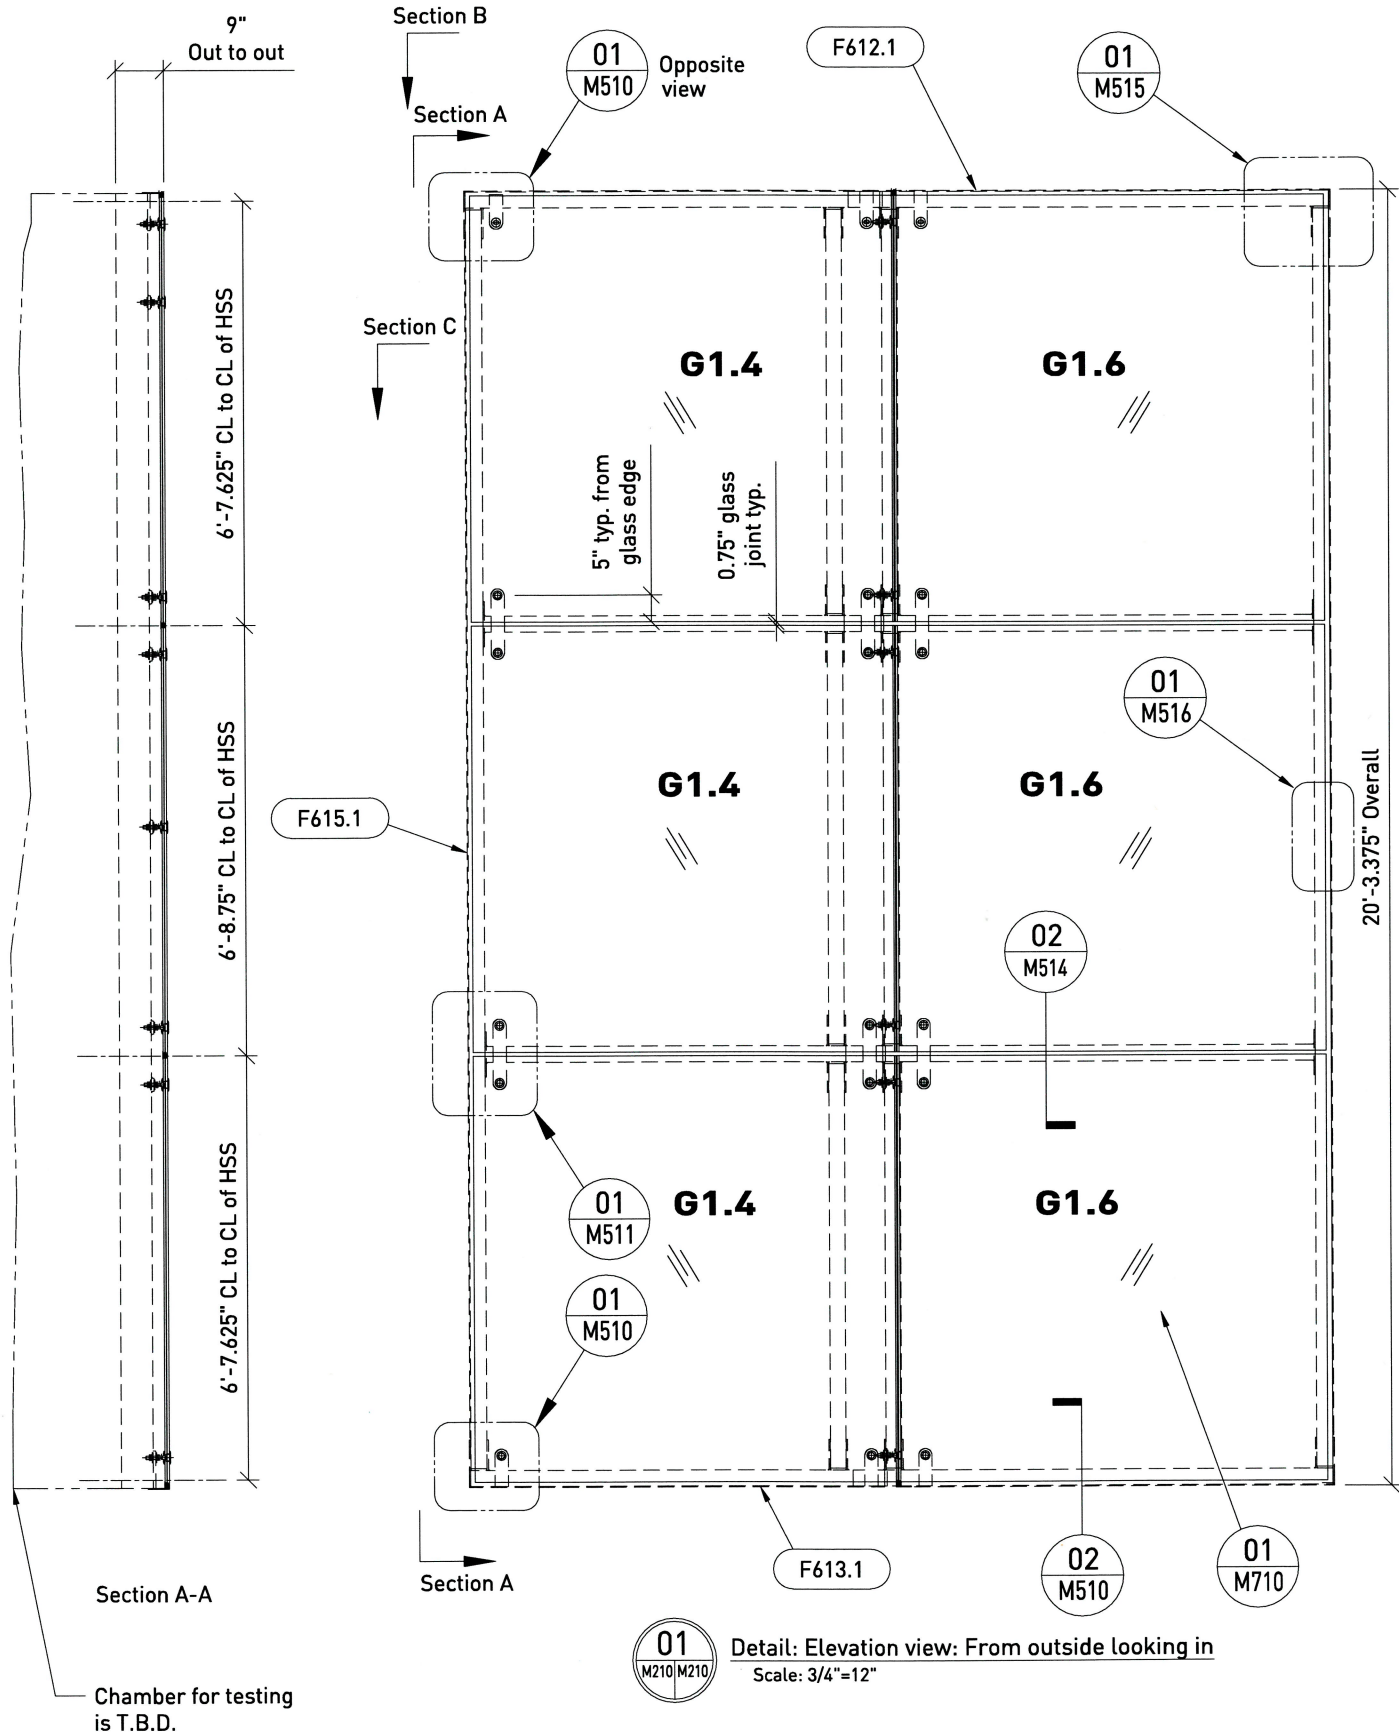 9"
Out to out
Section B
01
M510
Opposite
view
F612.1
01
M515
Section A
Section C
G1.4
G1.6
6'-7.625" CL to CL of HSS
5" typ. from
glass edge
0.75" glass
joint typ.
01
M516
6'-8.75" CL to CL of HSS
G1.4
G1.6
20'-3.375" Overall
F615.1
02
M514
6'-7.625" CL to CL of HSS
01
M511
G1.4
G1.6
01
M510
Section A
F613.1
02
M510
01
M710
Section A-A
01
M210 M210
Detail: Elevation view: From outside looking in
Scale: 3/4"=12"
Chamber for testing
is T.B.D.